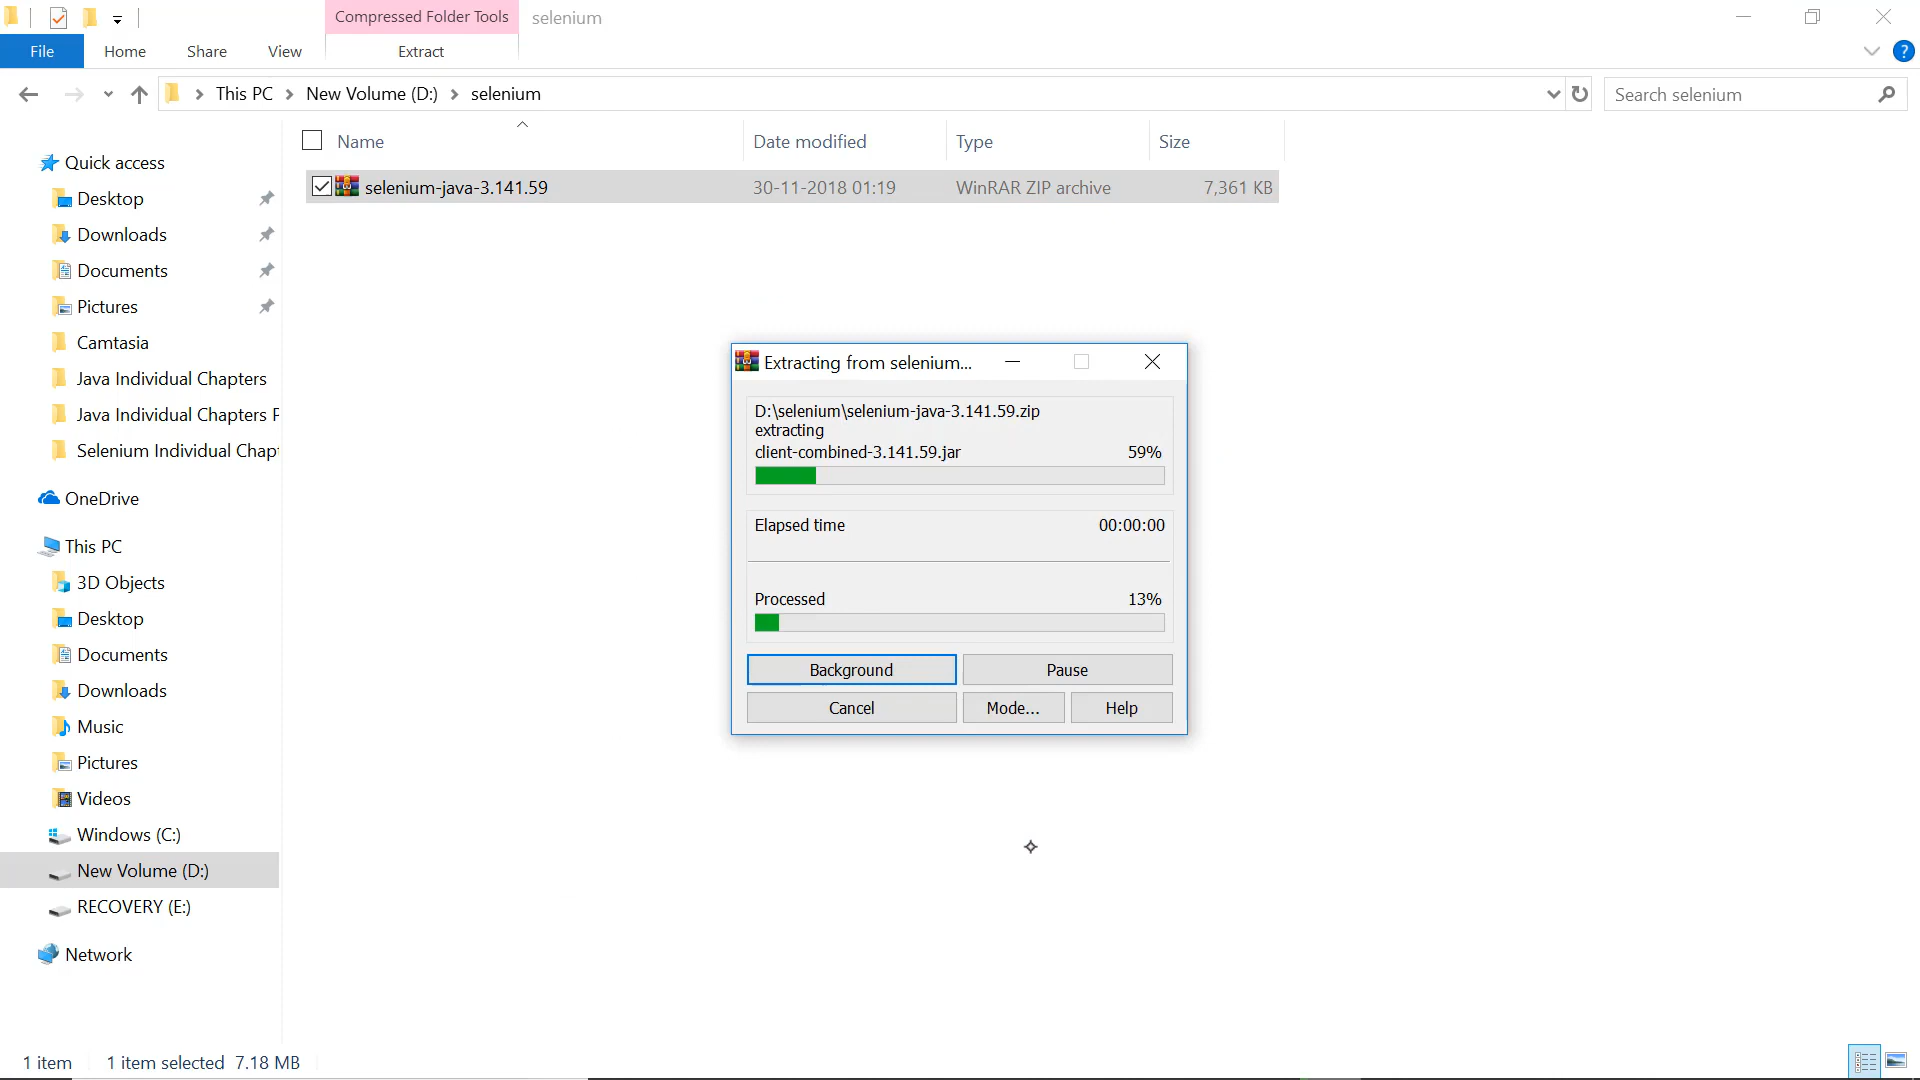 Compressed Folder Tools
selenium
File
Home
Share
View
Extract
?
This PC
New Volume (D:)
selenium
Search selenium
Name
Date modified
Type
Size
selenium-java-3.141.59
30-11-2018 01:19
WinRAR ZIP archive
7,361 KB
Quick access
Desktop
Downloads
Documents
Pictures
Camtasia
Java Individual Chapters
Java Individual Chapters F
Selenium Individual Chap
OneDrive
This PC
3D Objects
Desktop
Documents
Downloads
Music
Pictures
Videos
Windows (C:)
New Volume (D:)
RECOVERY (E:)
Network
Extracting from selenium...
D:\selenium\selenium-java-3.141.59.zip
extracting
client-combined-3.141.59.jar 59%
Elapsed time 00:00:00
Processed 13%
Background
Pause
Cancel
Mode...
Help
1 item
1 item selected 7.18 MB